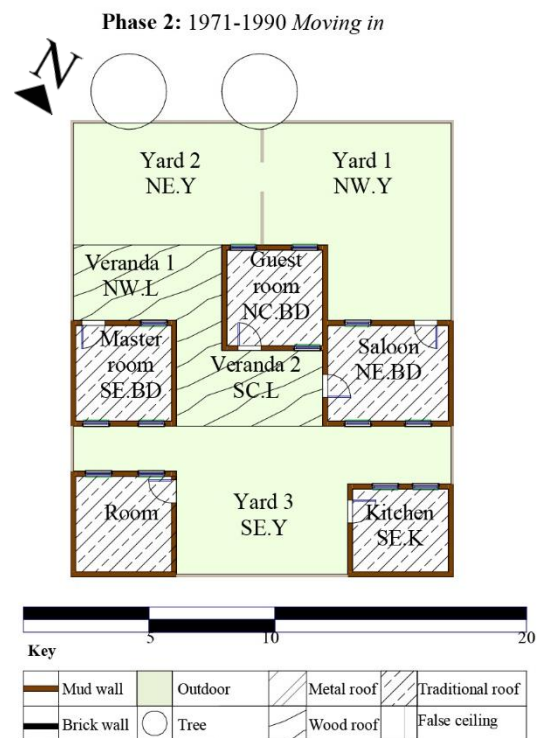 Phase 2: 1971-1990 Moving in
N
Yard 2
NE.Y
Yard 1
NW.Y
Veranda 1
NW.L
Guest
room
NC.BD
Master
room
SE.BD
Veranda 2
SC.L
Saloon
NE.BD
Room
Yard 3
SE.Y
Kitchen
SE.K
5
10
20
Key
Mud wall
Outdoor
Metal roof
Traditional roof
Brick wall
Tree
Wood roof
False ceiling